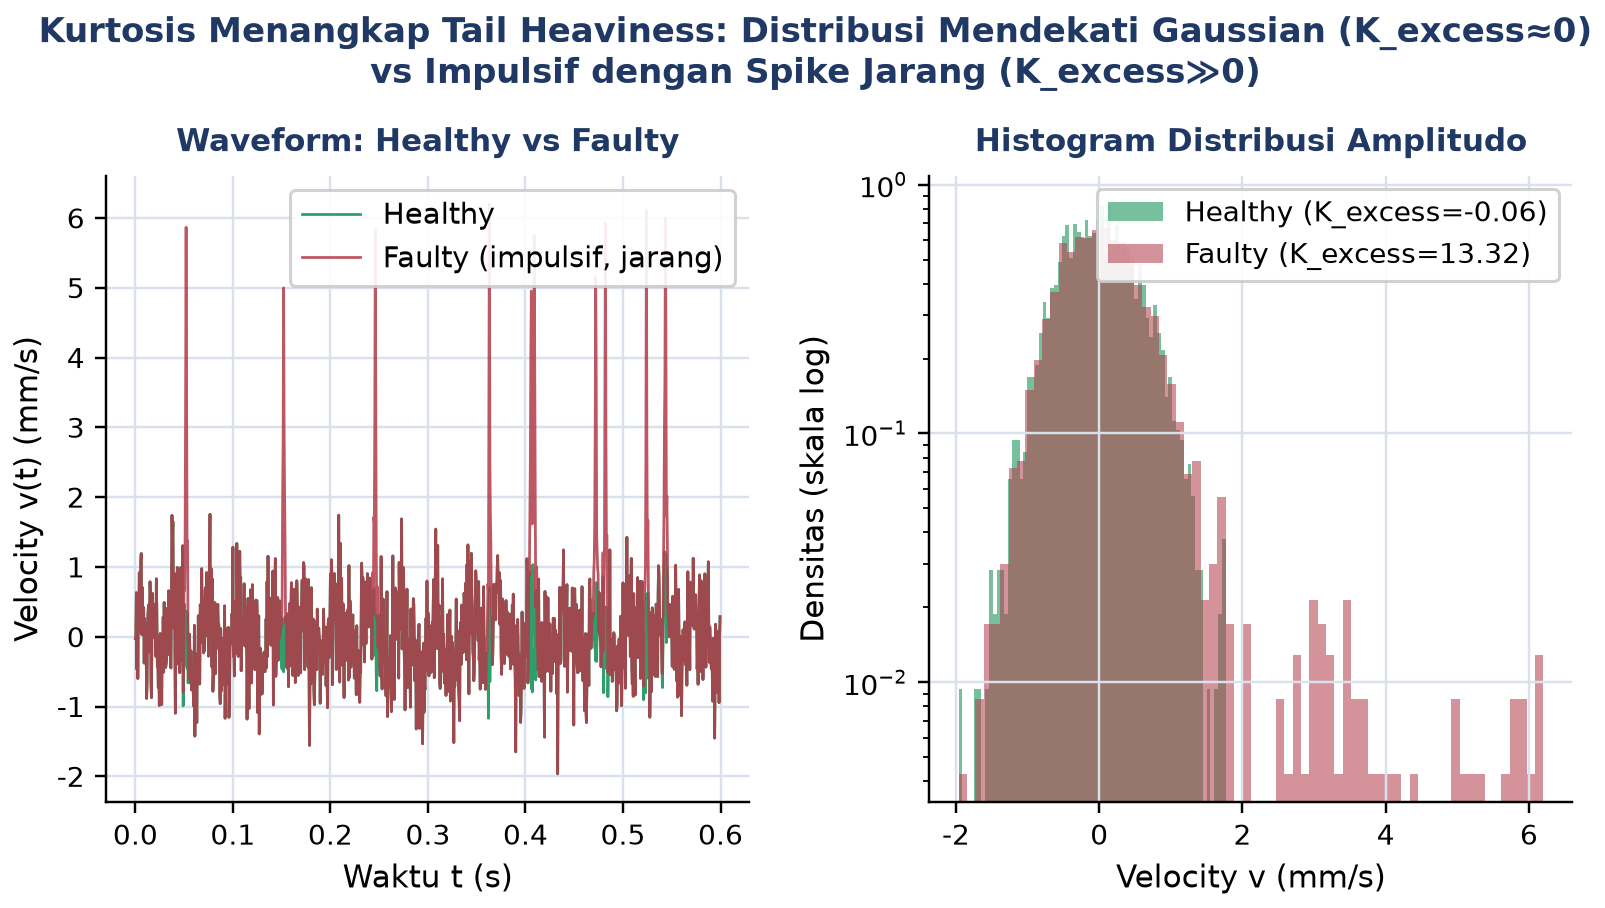 Kurtosis Menangkap Tail Heaviness: Distribusi Mendekati Gaussian (K_excess≈0)
vs Impulsif dengan Spike Jarang (K_excess≫0)
Waveform: Healthy vs Faulty
Healthy
Faulty (impulsif, jarang)
Velocity v(t) (mm/s)
6
5
4
3
2
1
0
-1
-2
0.0
0.1
0.2
0.3
0.4
0.5
0.6
Waktu t (s)
Histogram Distribusi Amplitudo
Healthy (K_excess=-0.06)
Faulty (K_excess=13.32)
Densitas (skala log)
10⁰
10⁻¹
10⁻²
-2
0
2
4
6
Velocity v (mm/s)